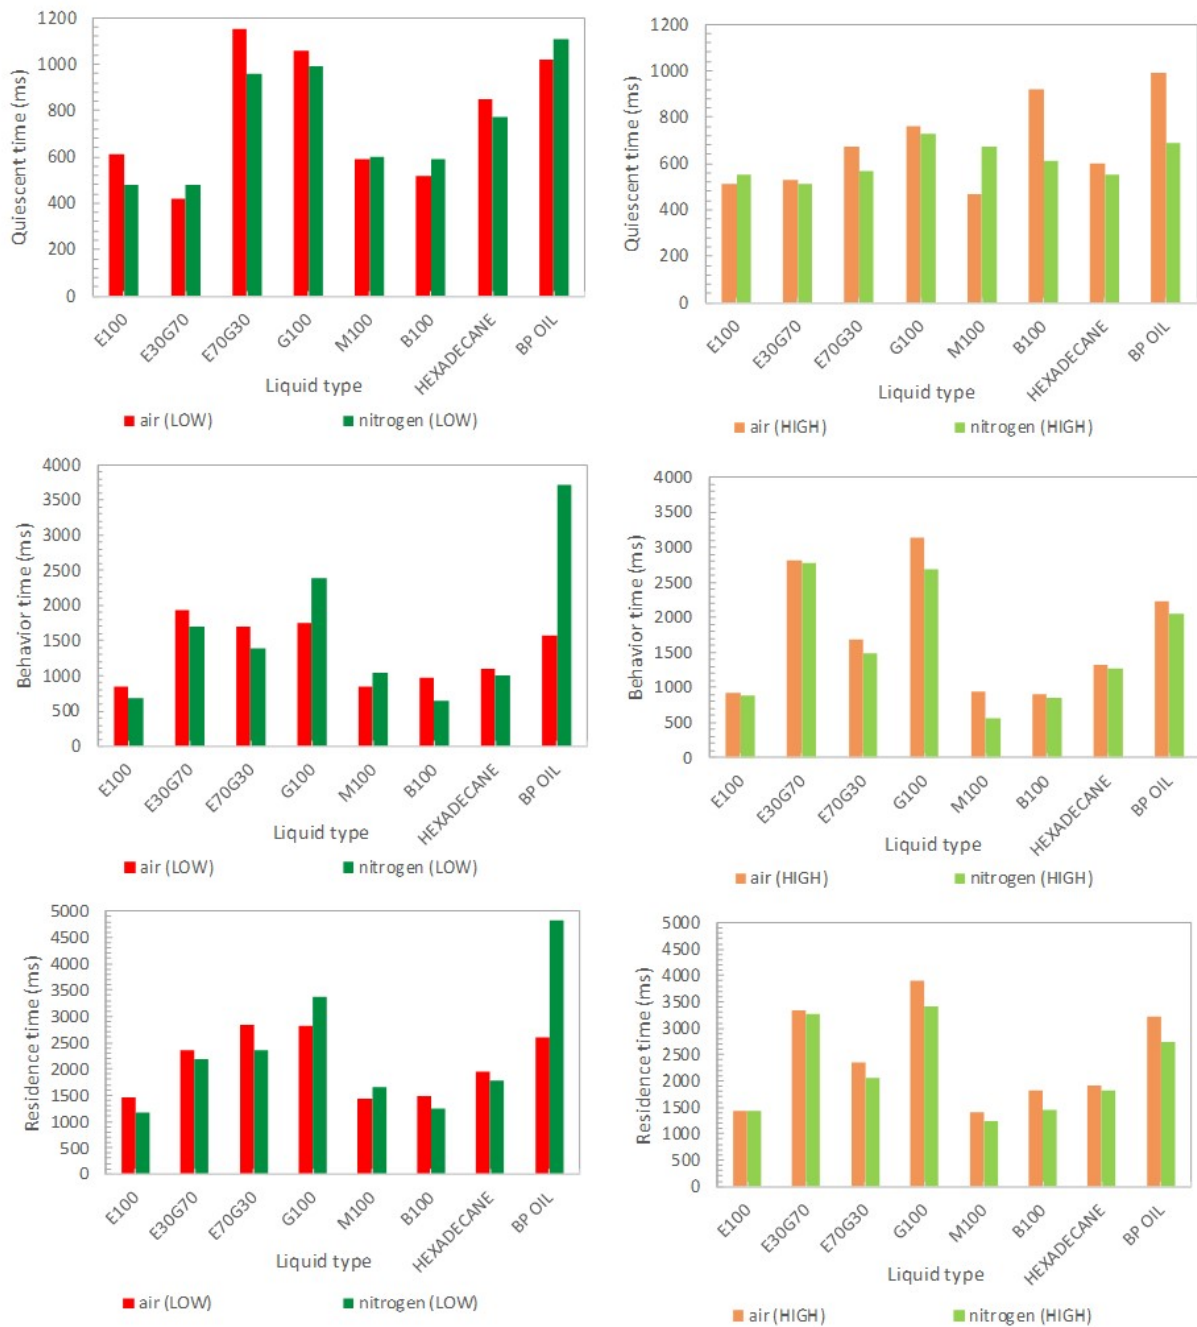 Quiescent time (ms)
1200
1000
800
600
400
200
0
E100
E30G70
E70G30
G100
M100
B100
HEXADECANE
BP OIL
Liquid type
air (LOW)
nitrogen (LOW)
Quiescent time (ms)
1200
1000
800
600
400
200
0
E100
E30G70
E70G30
G100
M100
B100
HEXADECANE
BP OIL
Liquid type
air (HIGH)
nitrogen (HIGH)
Behavior time (ms)
4000
3500
3000
2500
2000
1500
1000
500
0
E100
E30G70
E70G30
G100
M100
B100
HEXADECANE
BP OIL
Liquid type
air (LOW)
nitrogen (LOW)
Behavior time (ms)
4000
3500
3000
2500
2000
1500
1000
500
0
E100
E30G70
E70G30
G100
M100
B100
HEXADECANE
BP OIL
Liquid type
air (HIGH)
nitrogen (HIGH)
Residence time (ms)
5000
4500
4000
3500
3000
2500
2000
1500
1000
500
0
E100
E30G70
E70G30
G100
M100
B100
HEXADECANE
BP OIL
Liquid type
air (LOW)
nitrogen (LOW)
Residence time (ms)
5000
4500
4000
3500
3000
2500
2000
1500
1000
500
0
E100
E30G70
E70G30
G100
M100
B100
HEXADECANE
BP OIL
Liquid type
air (HIGH)
nitrogen (HIGH)